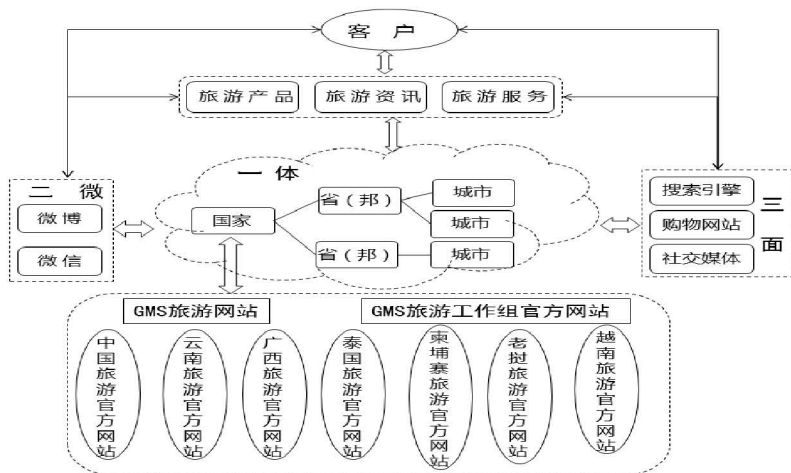 客 户
旅游产品 旅游资讯 旅游服务
一 体
二 微
微博
微信
国家
省（邦）
城市
城市
省（邦）
城市
搜索引擎
购物网站
社交媒体
三面
GMS旅游网站
GMS旅游工作组官方网站
中国旅游官方网站
云南旅游官方网站
广西旅游官方网站
泰国旅游官方网站
柬埔寨旅游官方网站
老挝旅游官方网站
越南旅游官方网站